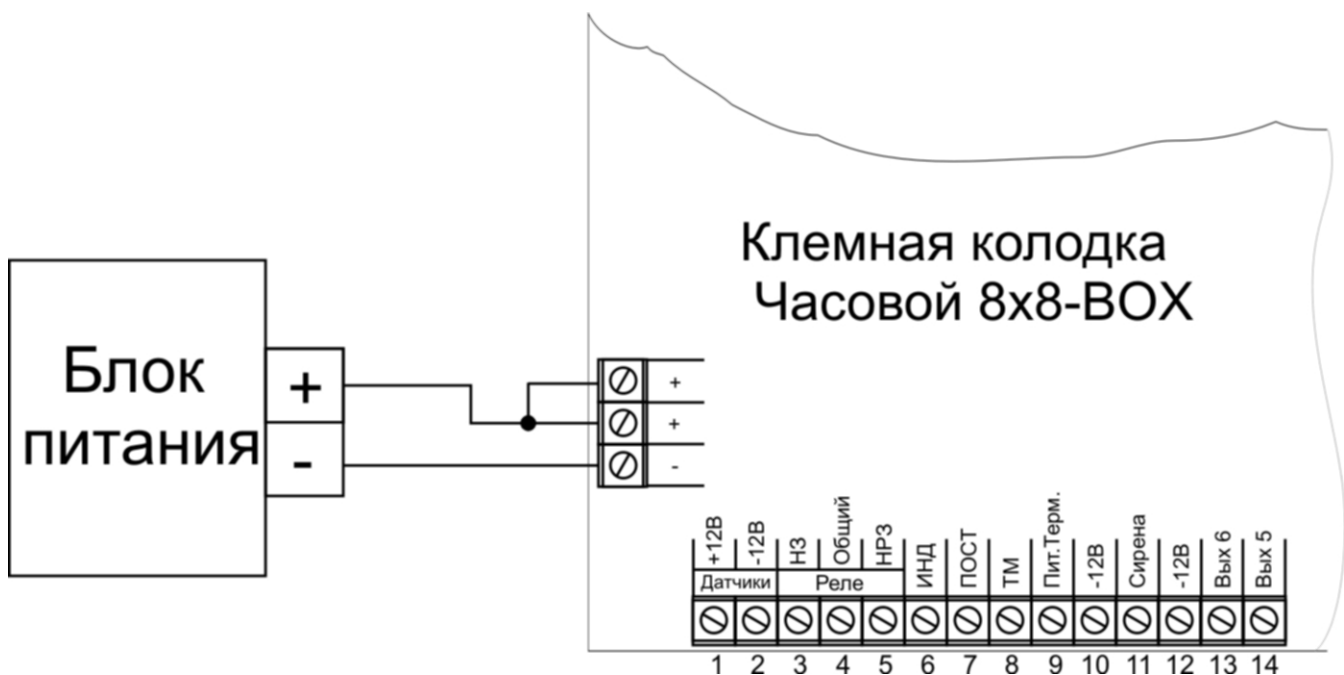 Клемная колодка
Часовой 8х8-BOX
Блок
питания
+
-
+
+
-
+12В
-12В
НЗ
Общий
НРЗ
ИНД
ПОСТ
ТМ
Пит.Терм.
-12В
Сирена
-12В
Вых 6
Вых 5
Датчики
Реле
1 2 3 4 5 6 7 8 9 10 11 12 13 14